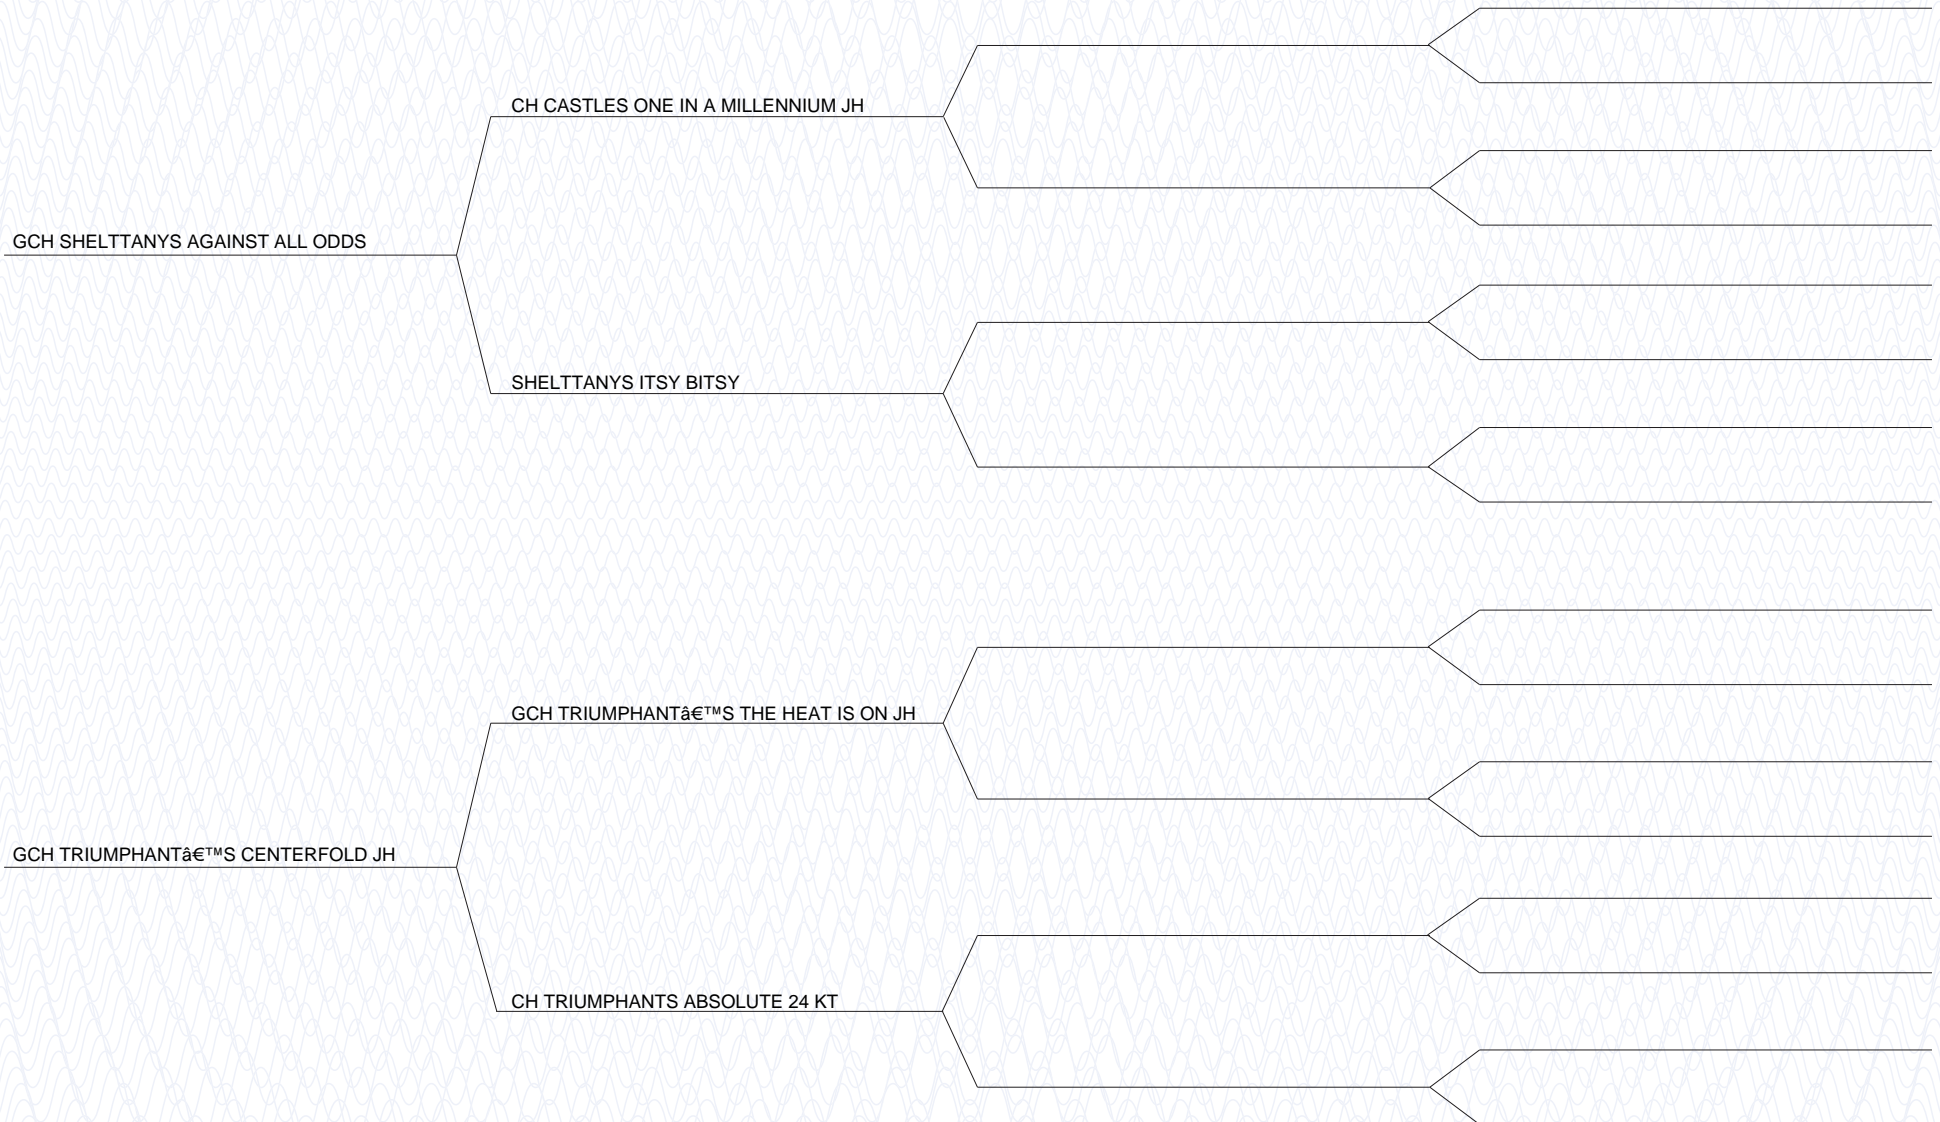 CH CASTLES ONE IN A MILLENNIUM JH
GCH SHELTTANYS AGAINST ALL ODDS
SHELTTANYS ITSY BITSY
GCH TRIUMPHANTâ€™S THE HEAT IS ON JH
GCH TRIUMPHANTâ€™S CENTERFOLD JH
CH TRIUMPHANTS ABSOLUTE 24 KT